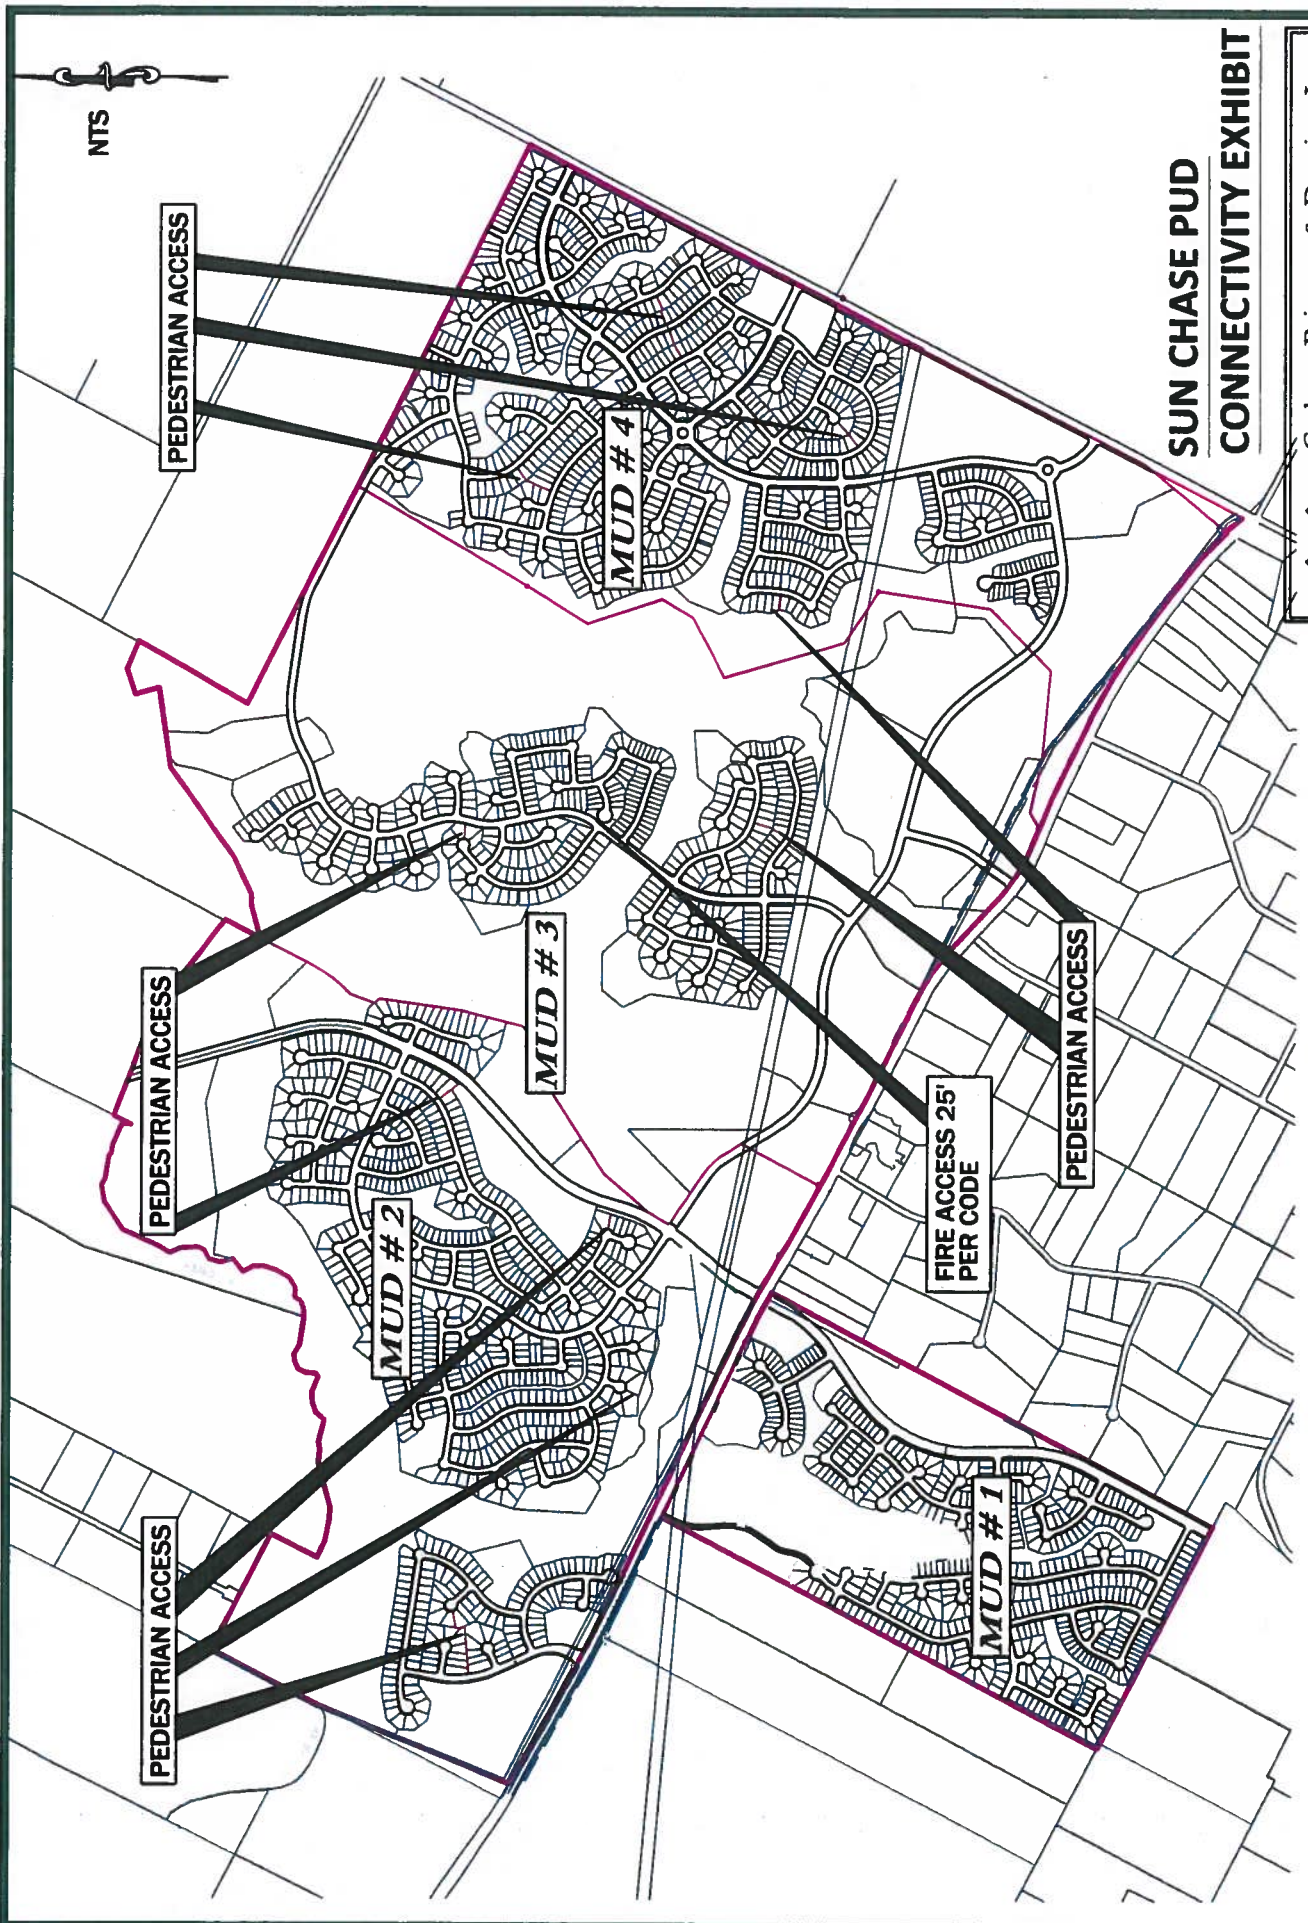 NTS
PEDESTRIAN ACCESS
PEDESTRIAN ACCESS
PEDESTRIAN ACCESS
MUD # 4
MUD # 3
MUD # 2
MUD # 1
PEDESTRIAN ACCESS
FIRE ACCESS 25'
PER CODE
SUN CHASE PUD
CONNECTIVITY EXHIBIT